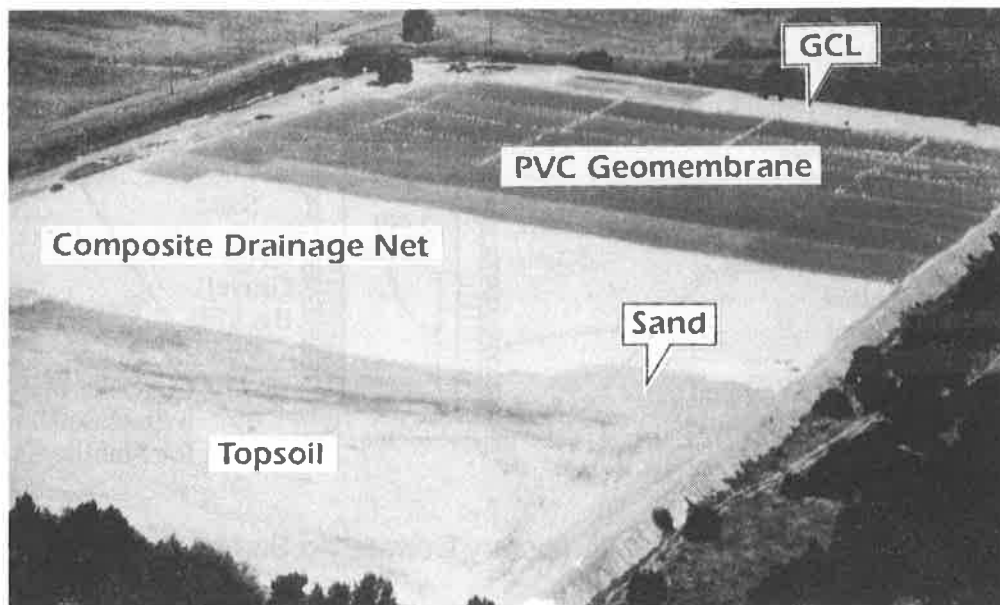 GCL
PVC Geomembrane
Composite Drainage Net
Sand
Topsoil